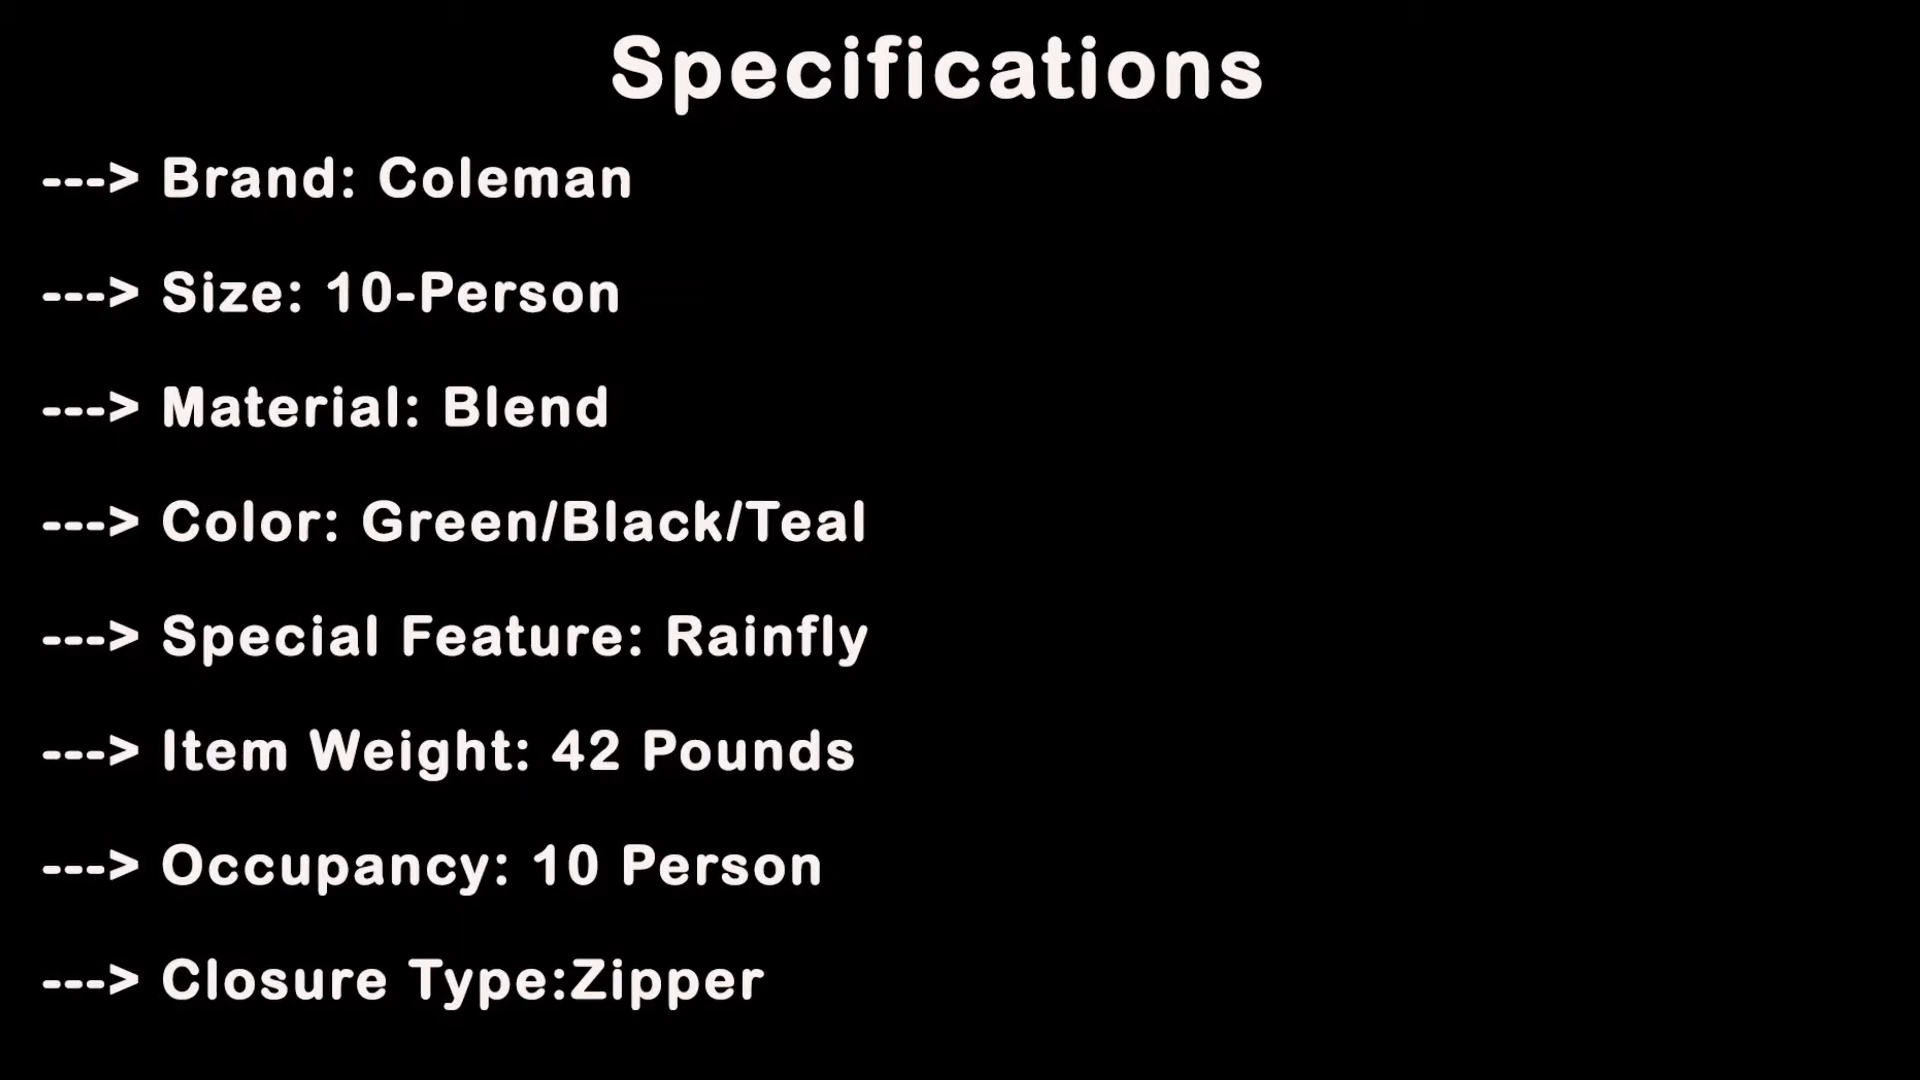 Specifications
---> Brand: Coleman
---> Size: 10-Person
---> Material: Blend
---> Color: Green/Black/Teal
---> Special Feature: Rainfly
---> Item Weight: 42 Pounds
---> Occupancy: 10 Person
---> Closure Type:Zipper